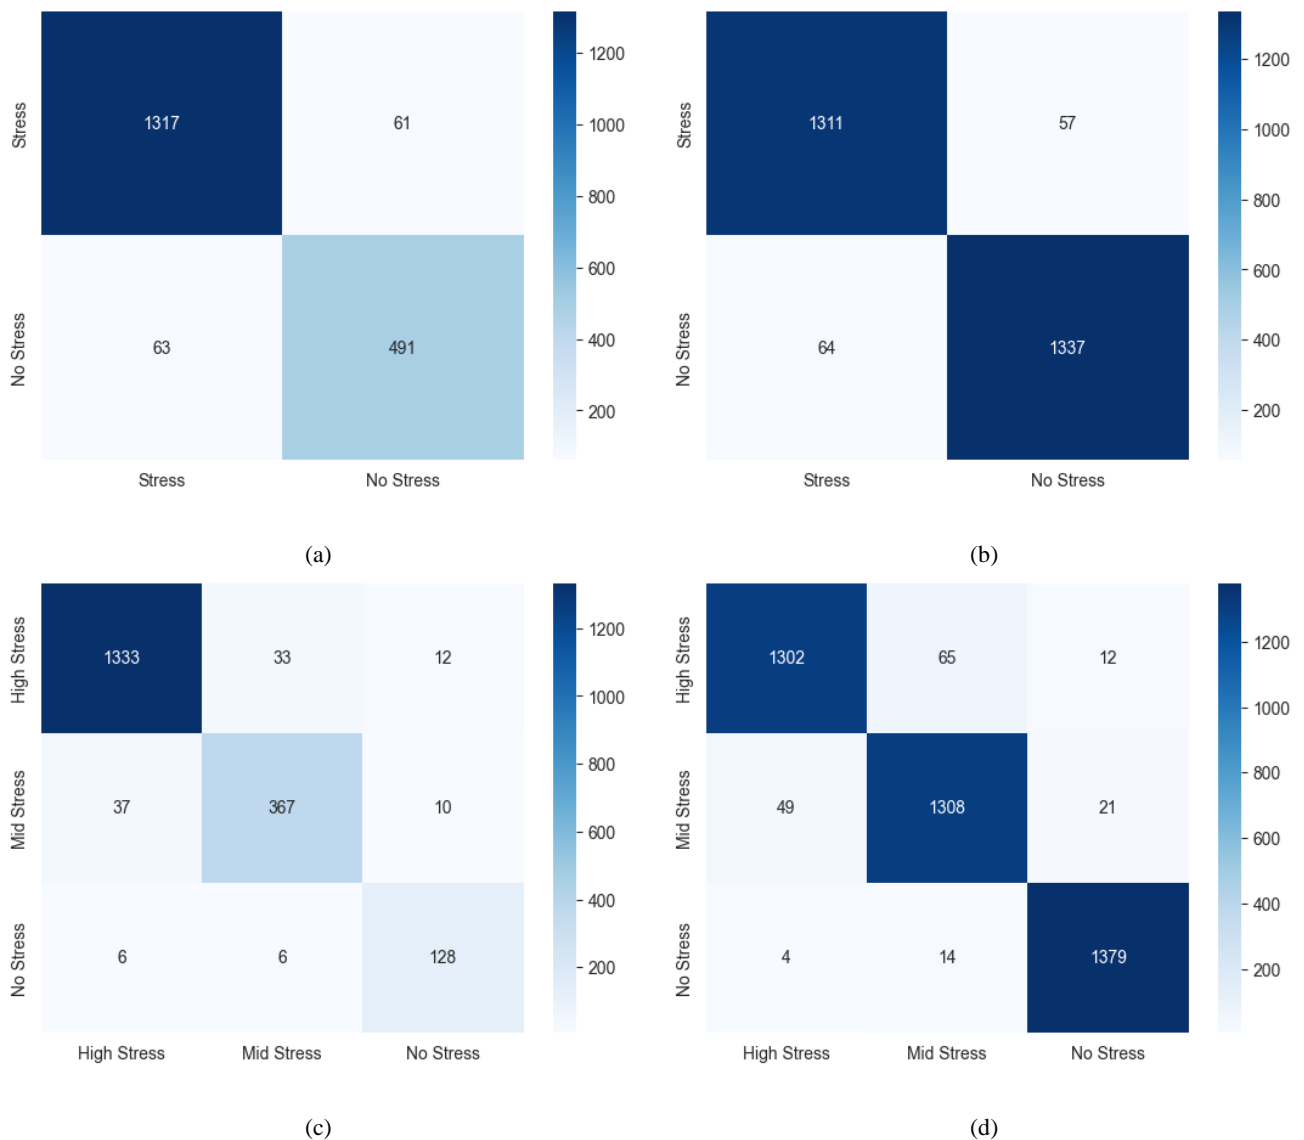 1200
1000
800
600
400
200
Stress
1317
61
No Stress
63
491
Stress
No Stress
(a)
1200
1000
800
600
400
200
Stress
1311
57
No Stress
64
1337
Stress
No Stress
(b)
1200
1000
800
600
400
200
High Stress
1333
33
12
Mid Stress
37
367
10
No Stress
6
6
128
High Stress
Mid Stress
No Stress
(c)
1200
1000
800
600
400
200
High Stress
1302
65
12
Mid Stress
49
1308
21
No Stress
4
14
1379
High Stress
Mid Stress
No Stress
(d)